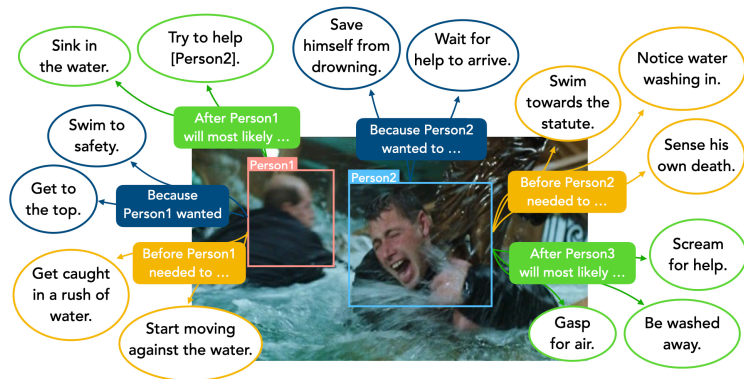 Sink in
the water.
Try to help
[Person2].
After Person1
will most likely ...
Swim to
safety.
Get to
the top.
Because
Person1 wanted
Before Person1
needed to ...
Get caught
in a rush of
water.
Start moving
against the water.
Person1
Save
himself from
drowning.
Wait for
help to arrive.
Because Person2
wanted to ...
Person2
Swim
towards the
statute.
Notice water
washing in.
Sense his
own death.
Before Person2
needed to ...
After Person3
will most likely ...
Scream
for help.
Gasp
for air.
Be washed
away.